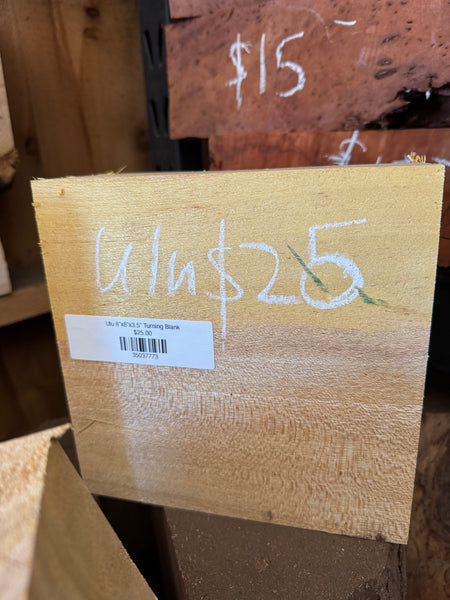 $15
$
Ulu $25
Ulu 8"x8"x3.5" Turning Blank
$25.00
35037773